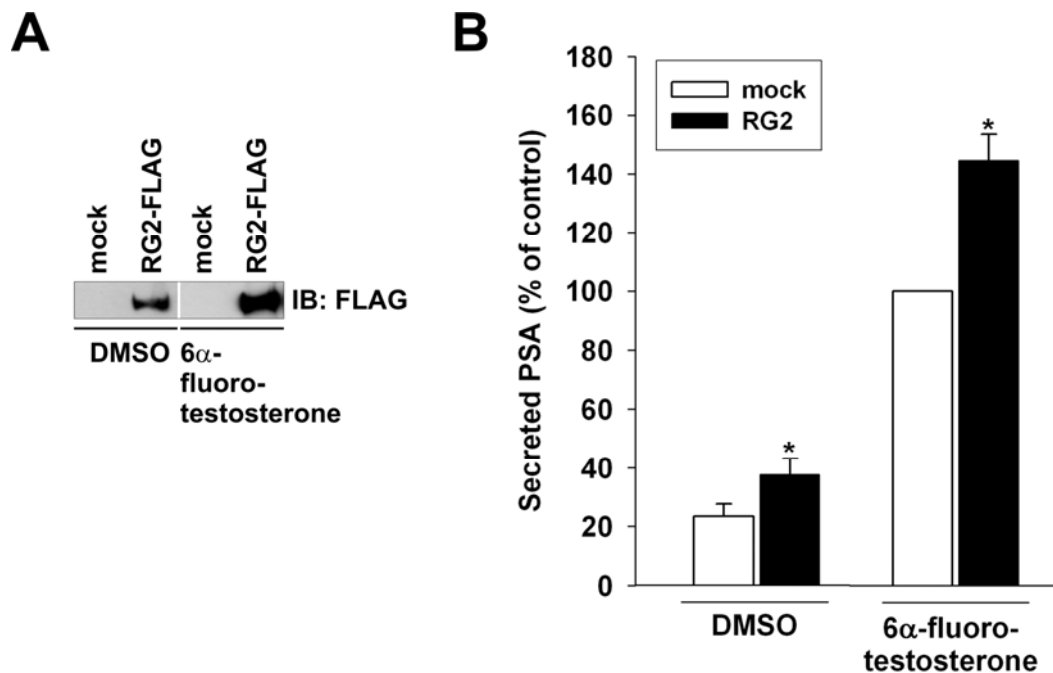 A
mock
RG2-FLAG
mock
RG2-FLAG
IB: FLAG
DMSO
6α-
fluoro-
testosterone
B
Secreted PSA (% of control)
180
160
140
120
100
80
60
40
20
0
mock
RG2
*
*
DMSO
6α-fluoro-
testosterone